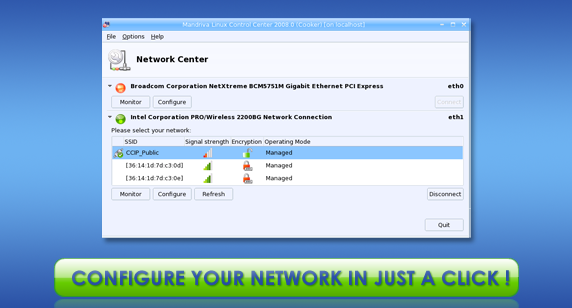 Mandriva Linux Control Center 2008.0 (Cooker) [on localhost]
File Options Help
Network Center
Broadcom Corporation NetXtreme BCM5751M Gigabit Ethernet PCI Express eth0
Monitor Configure Connect
Intel Corporation PRO/Wireless 2200BG Network Connection eth1
Please select your network:
SSID Signal strength Encryption Operating Mode
CCIP_Public Managed
[36:14:1d:7d:c3:0d] Managed
[36:14:1d:7d:c3:0e] Managed
Monitor Configure Refresh Disconnect
Quit
CONFIGURE YOUR NETWORK IN JUST A CLICK !